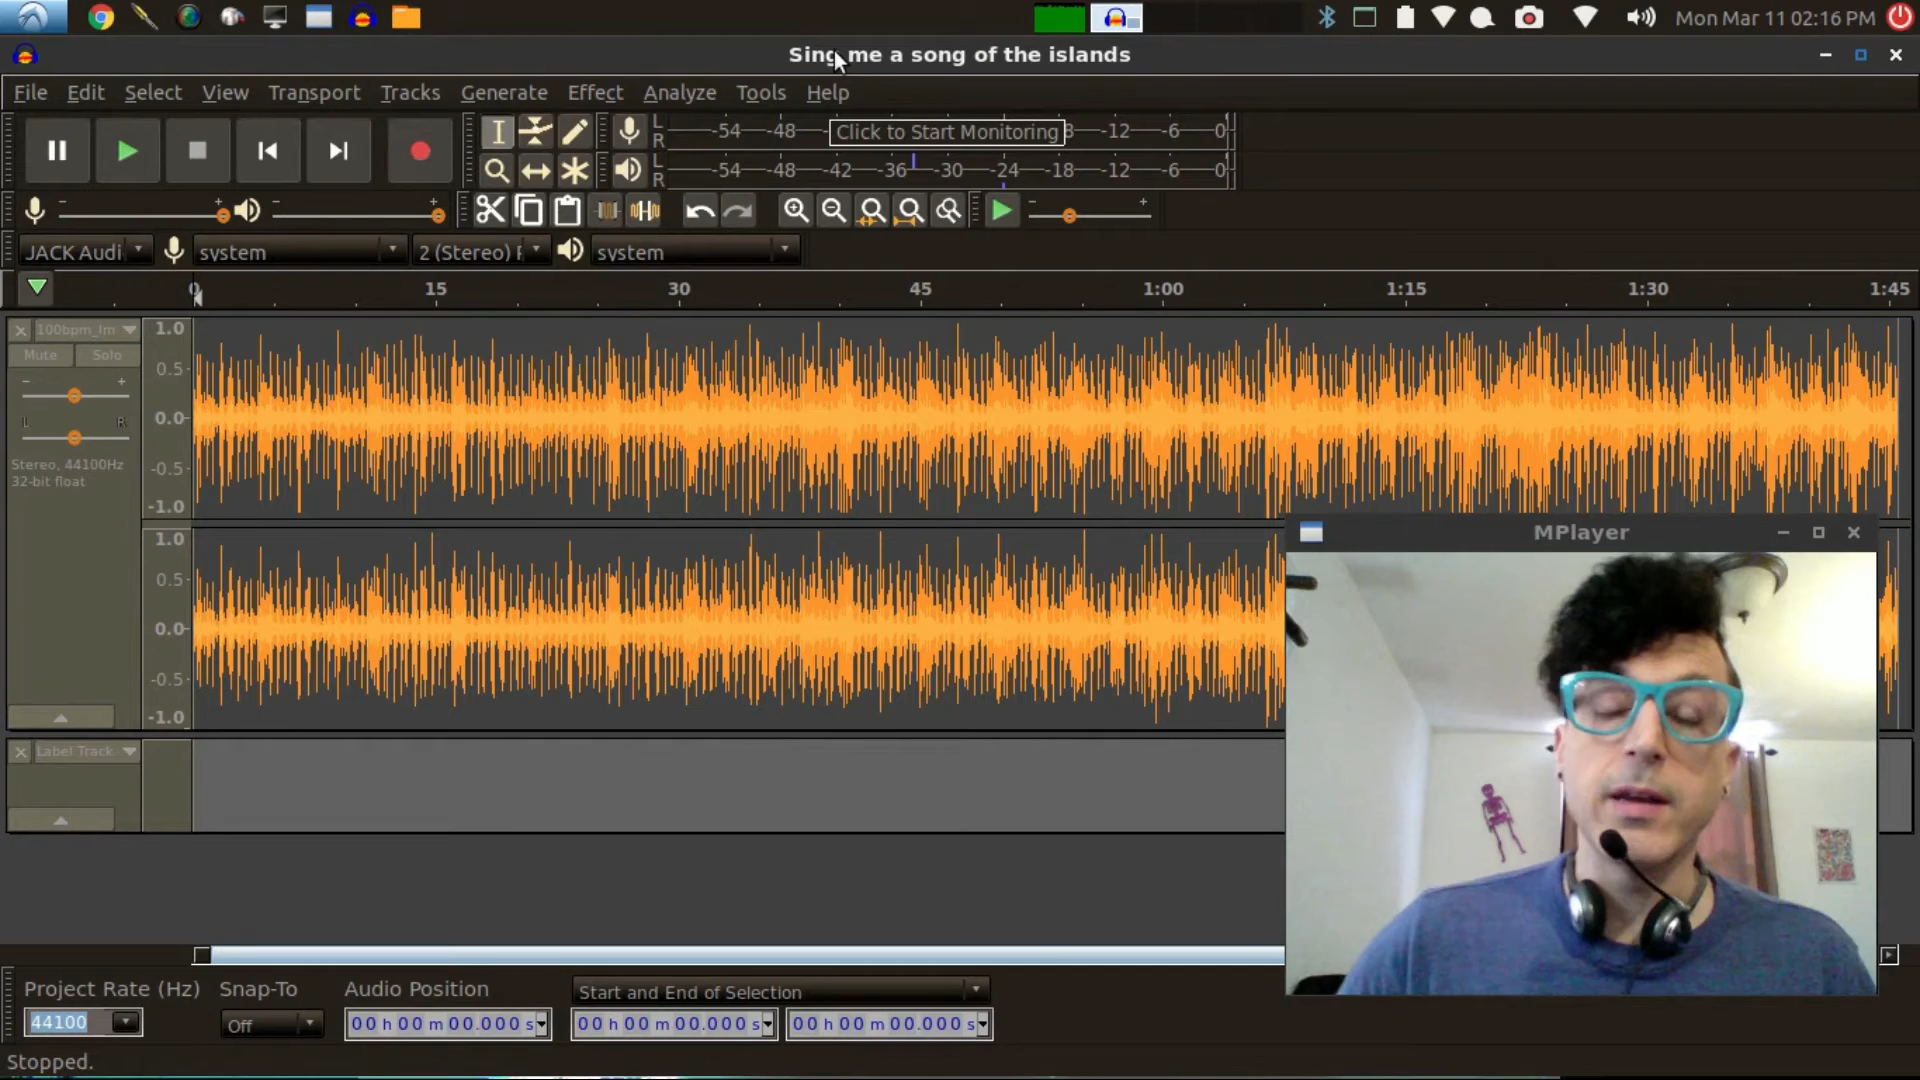 Mon Mar 11 02:16 PM
Sing me a song of the islands
File Edit Select View Transport Tracks Generate Effect Analyze Tools Help
L
R
-54 -48 Click to Start Monitoring 8 -12 -6 0
L
R
-54 -48 -42 -36 -30 -24 -18 -12 -6 0
- + - + - +
JACK Audi system 2 (Stereo) R system
0 15 30 45 1:00 1:15 1:30 1:45
100bpm_Im
Mute Solo
- +
L R
Stereo, 44100Hz
32-bit float
1.0
0.5
0.0
-0.5
-1.0
1.0
0.5
0.0
-0.5
-1.0
MPlayer
Label Track
Project Rate (Hz) Snap-To Audio Position Start and End of Selection
44100 Off 00 h 00 m 00.000 s 00 h 00 m 00.000 s 00 h 00 m 00.000 s
Stopped.